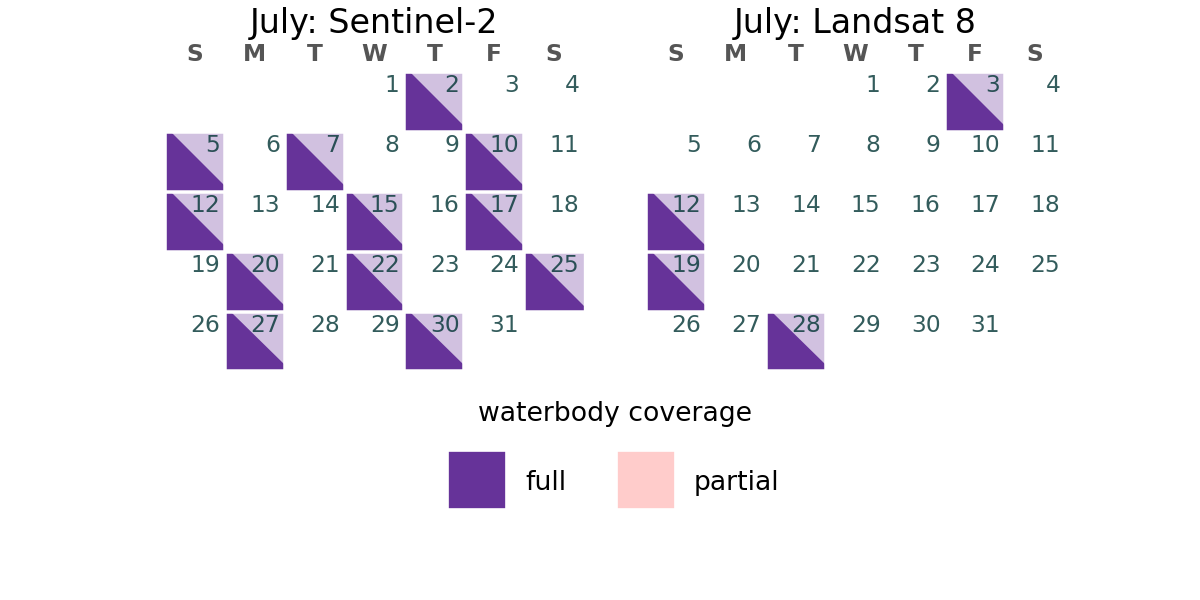 July: Sentinel-2
S M T W T F S
1 2 3 4
5 6 7 8 9 10 11
12 13 14 15 16 17 18
19 20 21 22 23 24 25
26 27 28 29 30 31
July: Landsat 8
S M T W T F S
1 2 3 4
5 6 7 8 9 10 11
12 13 14 15 16 17 18
19 20 21 22 23 24 25
26 27 28 29 30 31
waterbody coverage
full
partial